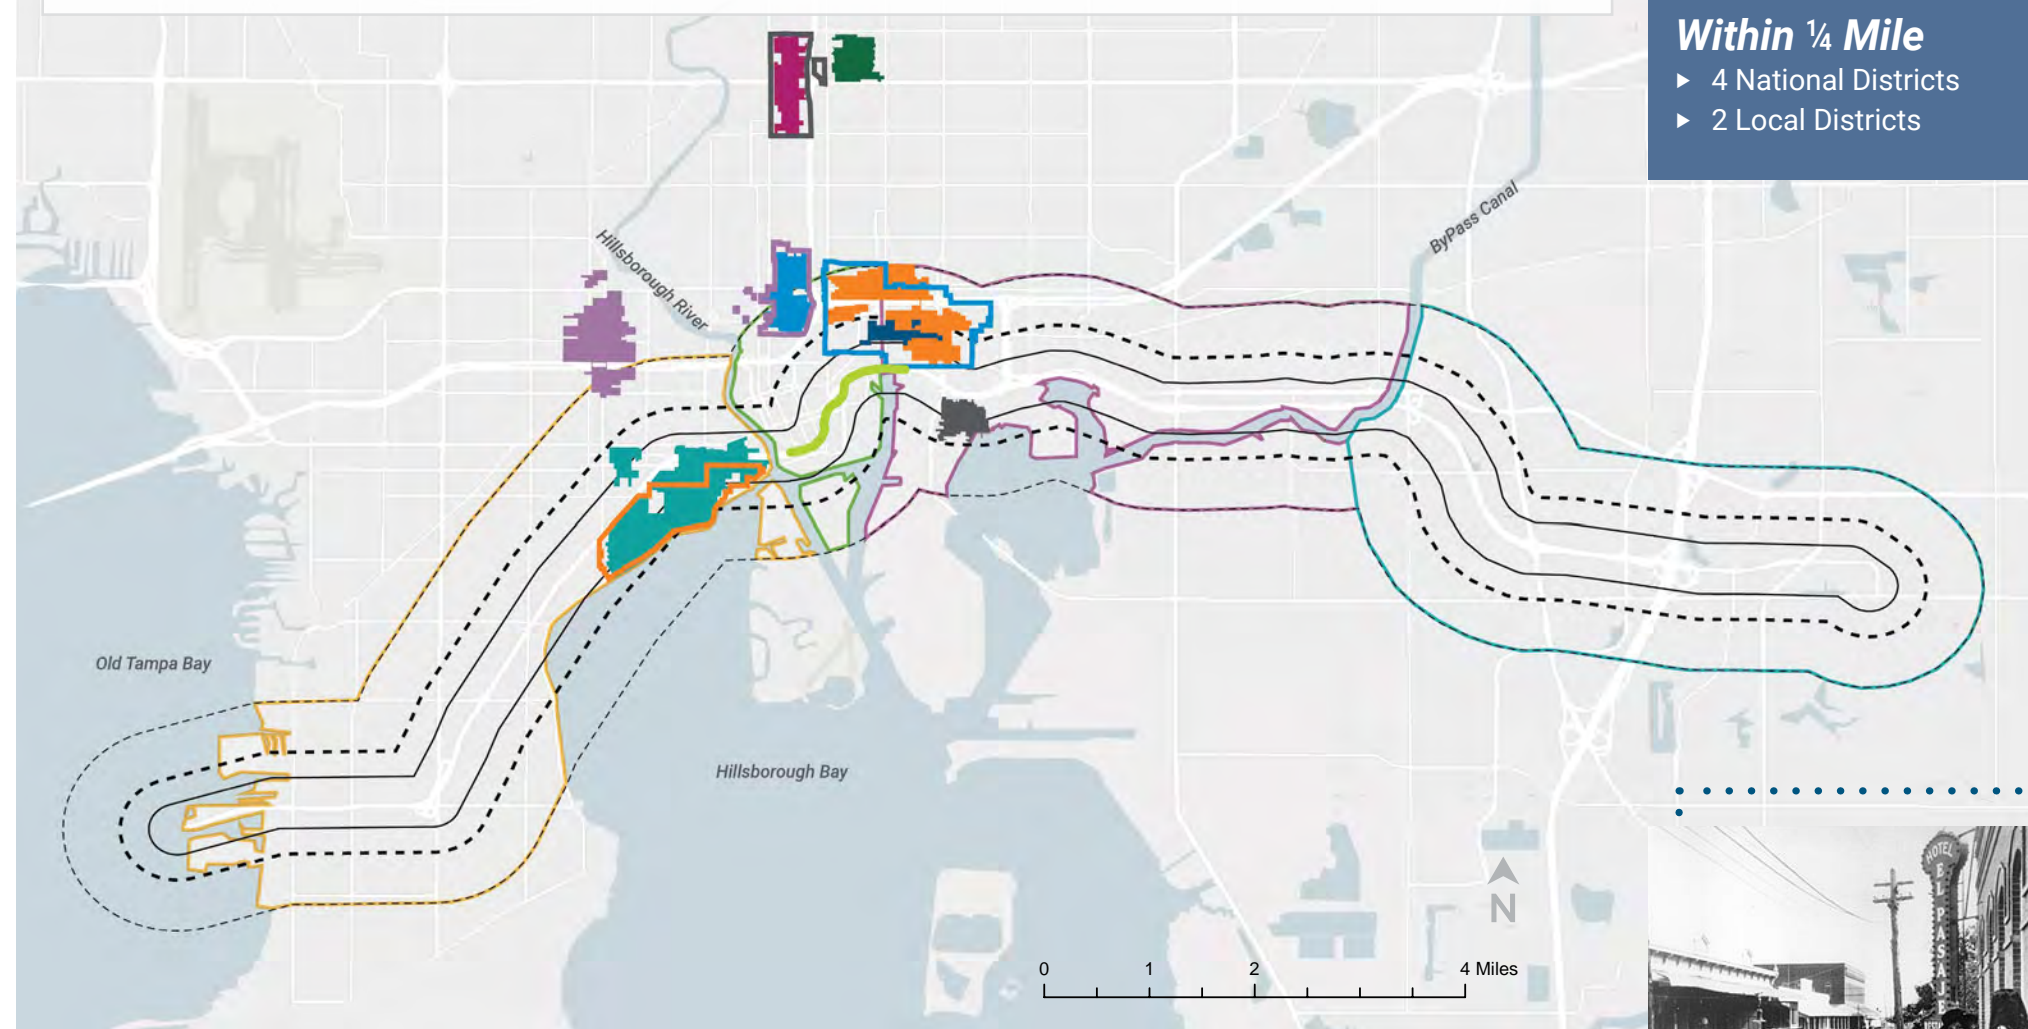 Within ¼ Mile
▶ 4 National Districts
▶ 2 Local Districts
ByPass Canal
Hillsborough River
Old Tampa Bay
Hillsborough Bay
N
0 1 2 4 Miles
HOTEL
EL PASAJE